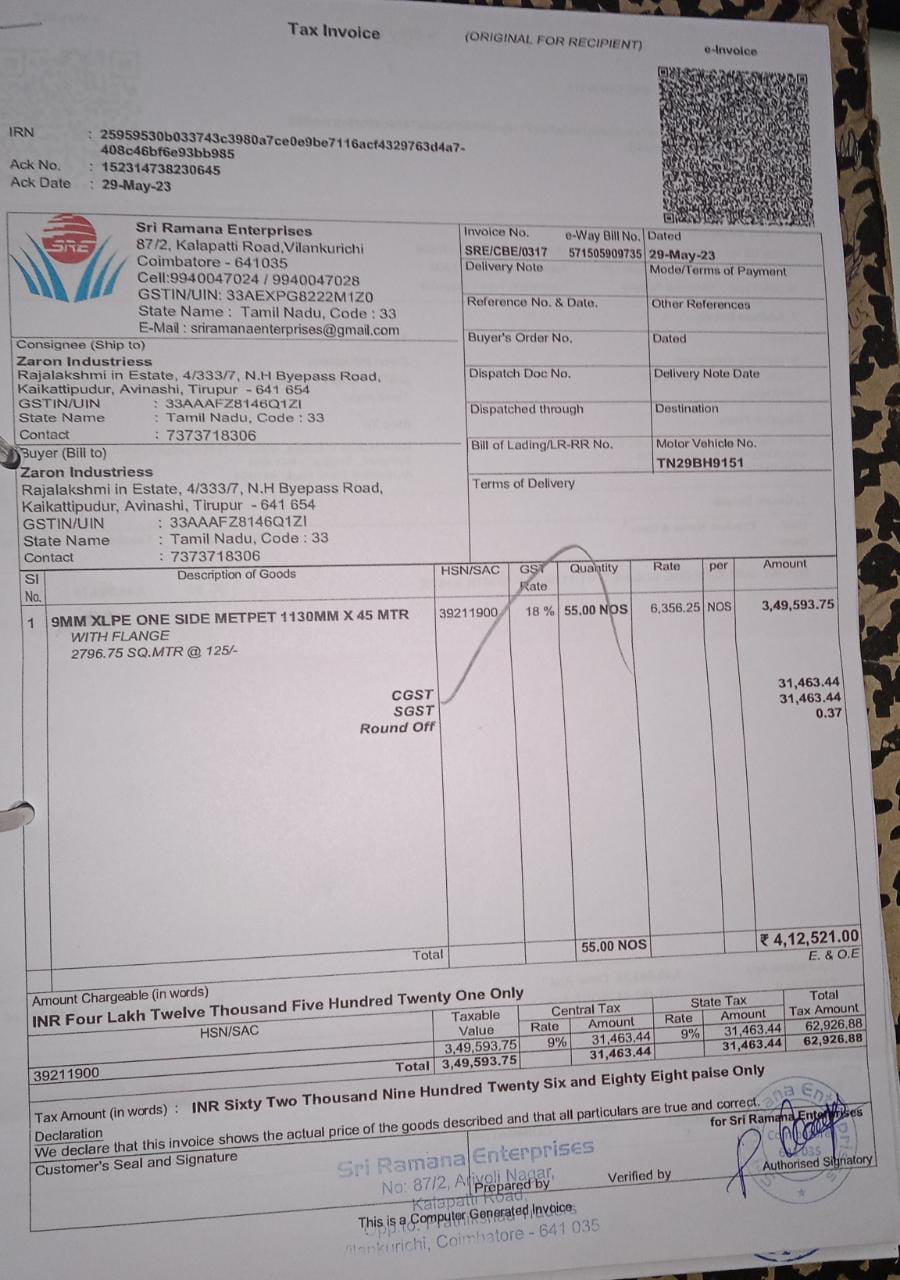 Tax Invoice
(ORIGINAL FOR RECIPIENT)
e-Invoice
IRN : 25959530b033743c3980a7ce0e9be7116acf4329763d4a7-
408c46bf6e93bb985
Ack No. : 152314738230645
Ack Date : 29-May-23
SRE
Sri Ramana Enterprises
87/2, Kalapatti Road,Vilankurichi
Coimbatore - 641035
Cell:9940047024 / 9940047028
GSTIN/UIN: 33AEXPG8222M1Z0
State Name : Tamil Nadu, Code : 33
E-Mail : sriramanaenterprises@gmail.com
Invoice No. e-Way Bill No. Dated
SRE/CBE/0317 571505909735 29-May-23
Delivery Note Mode/Terms of Payment
Reference No. & Date. Other References
Buyer's Order No. Dated
Dispatch Doc No. Delivery Note Date
Dispatched through Destination
Bill of Lading/LR-RR No. Motor Vehicle No.
TN29BH9151
Terms of Delivery
Consignee (Ship to)
Zaron Industriess
Rajalakshmi in Estate, 4/333/7, N.H Byepass Road,
Kaikattipudur, Avinashi, Tirupur - 641 654
GSTIN/UIN : 33AAAFZ8146Q1ZI
State Name : Tamil Nadu, Code : 33
Contact : 7373718306
Buyer (Bill to)
Zaron Industriess
Rajalakshmi in Estate, 4/333/7, N.H Byepass Road,
Kaikattipudur, Avinashi, Tirupur - 641 654
GSTIN/UIN : 33AAAFZ8146Q1ZI
State Name : Tamil Nadu, Code : 33
Contact : 7373718306
Sl No. Description of Goods HSN/SAC GST Rate Quantity Rate per Amount
1 9MM XLPE ONE SIDE METPET 1130MM X 45 MTR 39211900 18 % 55.00 NOS 6,356.25 NOS 3,49,593.75
WITH FLANGE
2796.75 SQ.MTR @ 125/-
CGST 31,463.44
SGST 31,463.44
Round Off 0.37
Total 55.00 NOS ₹ 4,12,521.00
E. & O.E
Amount Chargeable (in words)
INR Four Lakh Twelve Thousand Five Hundred Twenty One Only
HSN/SAC Taxable Value Central Tax Rate Amount State Tax Rate Amount Total Tax Amount
39211900 3,49,593.75 9% 31,463.44 9% 31,463.44 62,926.88
Total 3,49,593.75 31,463.44 31,463.44 62,926.88
Tax Amount (in words) : INR Sixty Two Thousand Nine Hundred Twenty Six and Eighty Eight paise Only
Declaration
We declare that this invoice shows the actual price of the goods described and that all particulars are true and correct.
Customer's Seal and Signature
for Sri Ramana Enterprises
Sri Ramana Enterprises
No: 87/2, Arivoli Nagar,
Kalapatti Road,
Vilankurichi, Coimbatore - 641 035
Prepared by
Verified by
Authorised Signatory
This is a Computer Generated Invoice